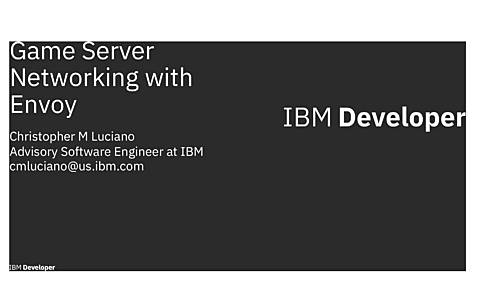 Game Server
Networking with
Envoy
IBM Developer
Christopher M Luciano
Advisory Software Engineer at IBM
cmluciano@us.ibm.com
IBM Developer